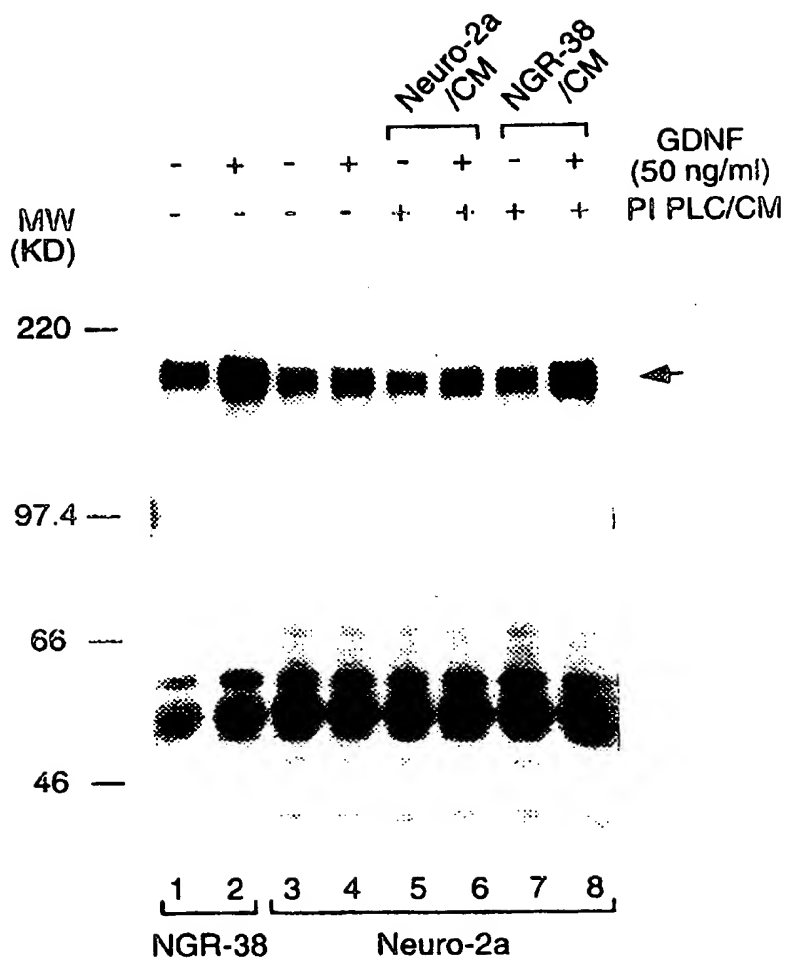 Neuro-2a
/CM
NGR-38
/CM
GDNF
(50 ng/ml)
- + - + - + - +
PI PLC/CM
- - - - + + + +
MW
(KD)
220
97.4
66
46
1 2 3 4 5 6 7 8
NGR-38
Neuro-2a